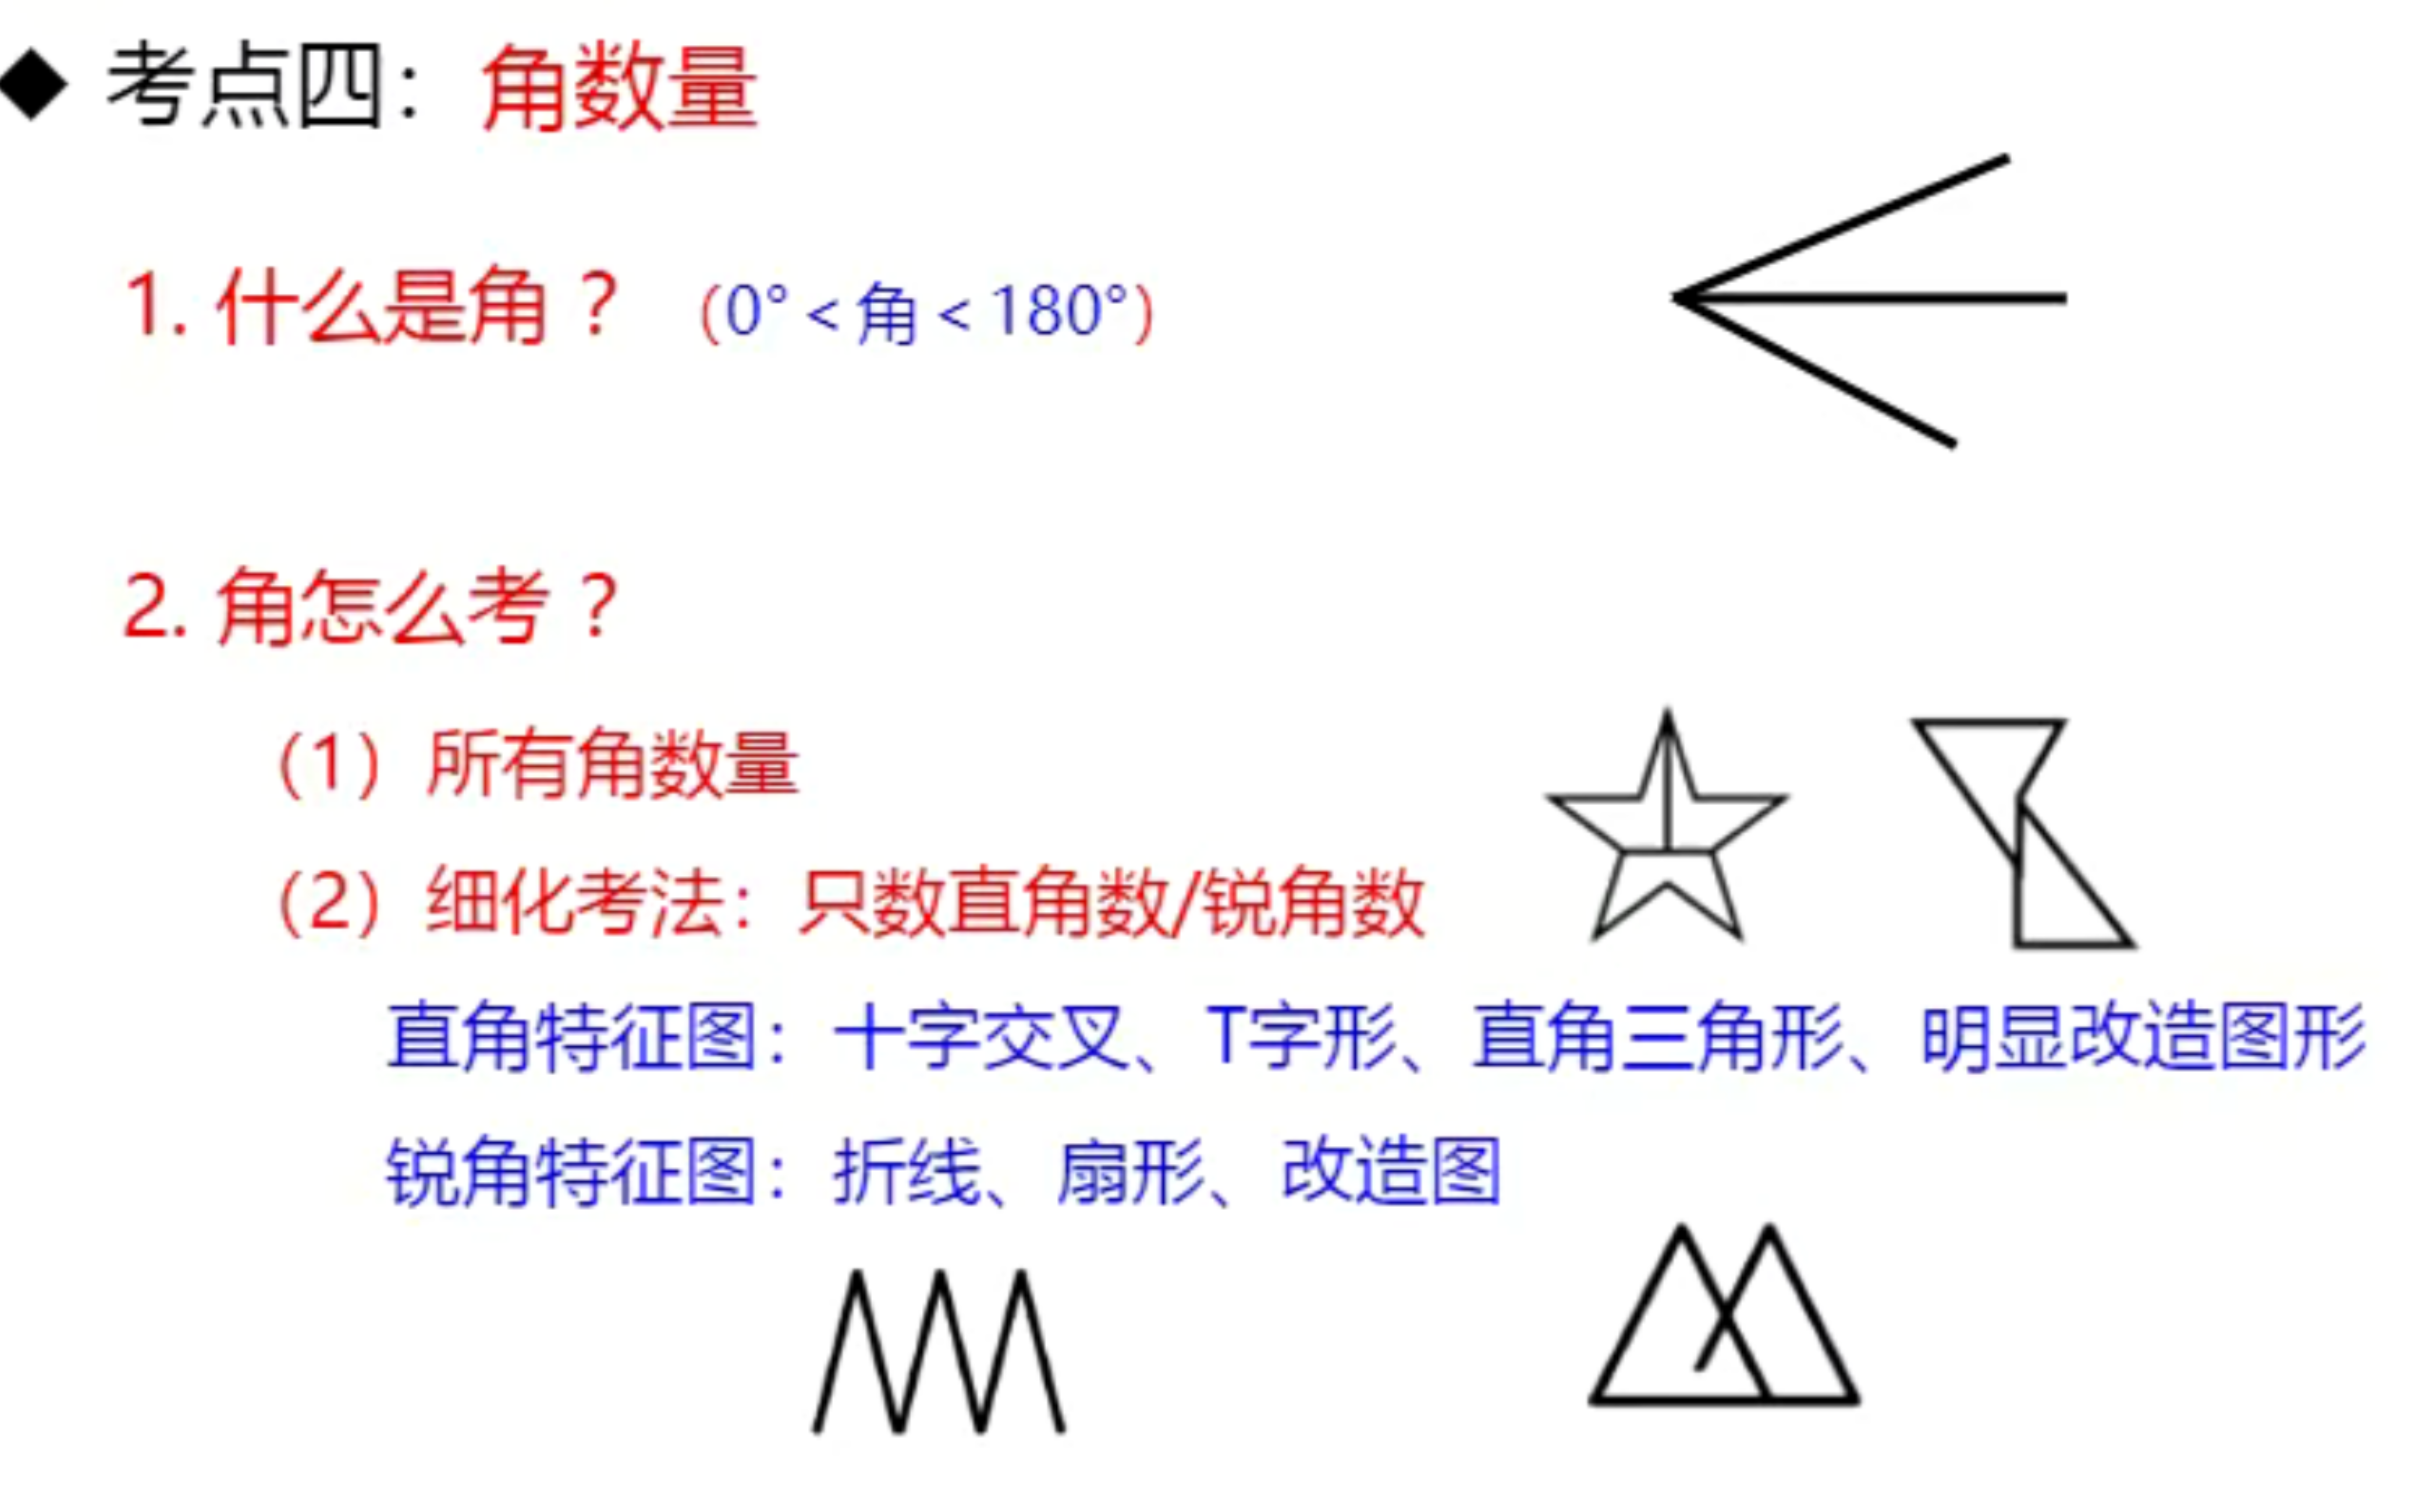 ◆ 考点四：角数量
1. 什么是角？（0°＜角＜180°）
2. 角怎么考？
（1）所有角数量
（2）细化考法：只数直角数/锐角数
直角特征图：十字交叉、T字形、直角三角形、明显改造图形
锐角特征图：折线、扇形、改造图